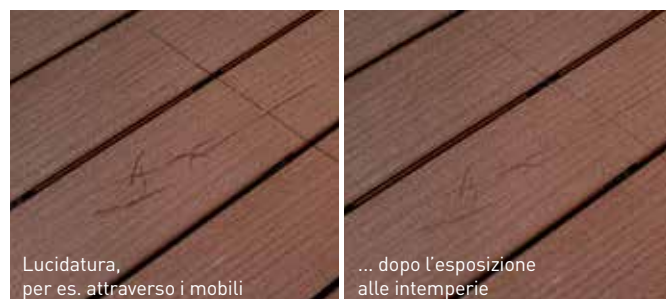 Lucidatura,
per es. attraverso i mobili
... dopo l'esposizione
alle intemperie